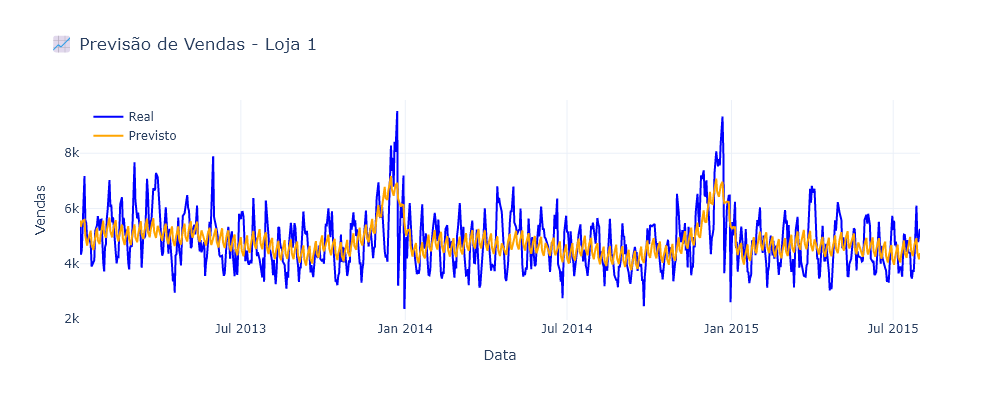 Previsão de Vendas - Loja 1
Real
Previsto
8k
6k
4k
2k
Vendas
Jul 2013
Jan 2014
Jul 2014
Jan 2015
Jul 2015
Data